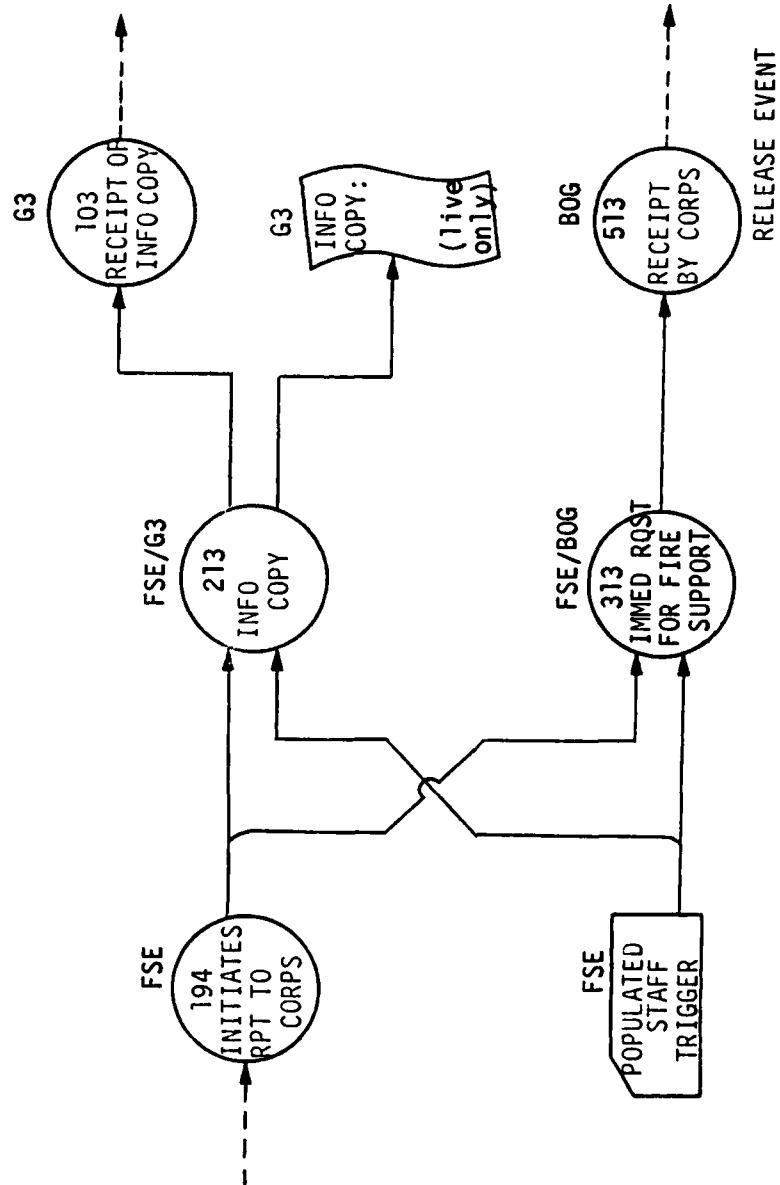 FSE
194
INITIATES
RPT TO
CORPS
FSE
POPULATED
STAFF
TRIGGER
FSE/G3
213
INFO
COPY
FSE/BOG
313
IMMED RQST
FOR FIRE
SUPPORT
G3
103
RECEIPT OF
INFO COPY
G3
INFO
COPY:
(live
only)
BOG
513
RECEIPT
BY CORPS
RELEASE EVENT